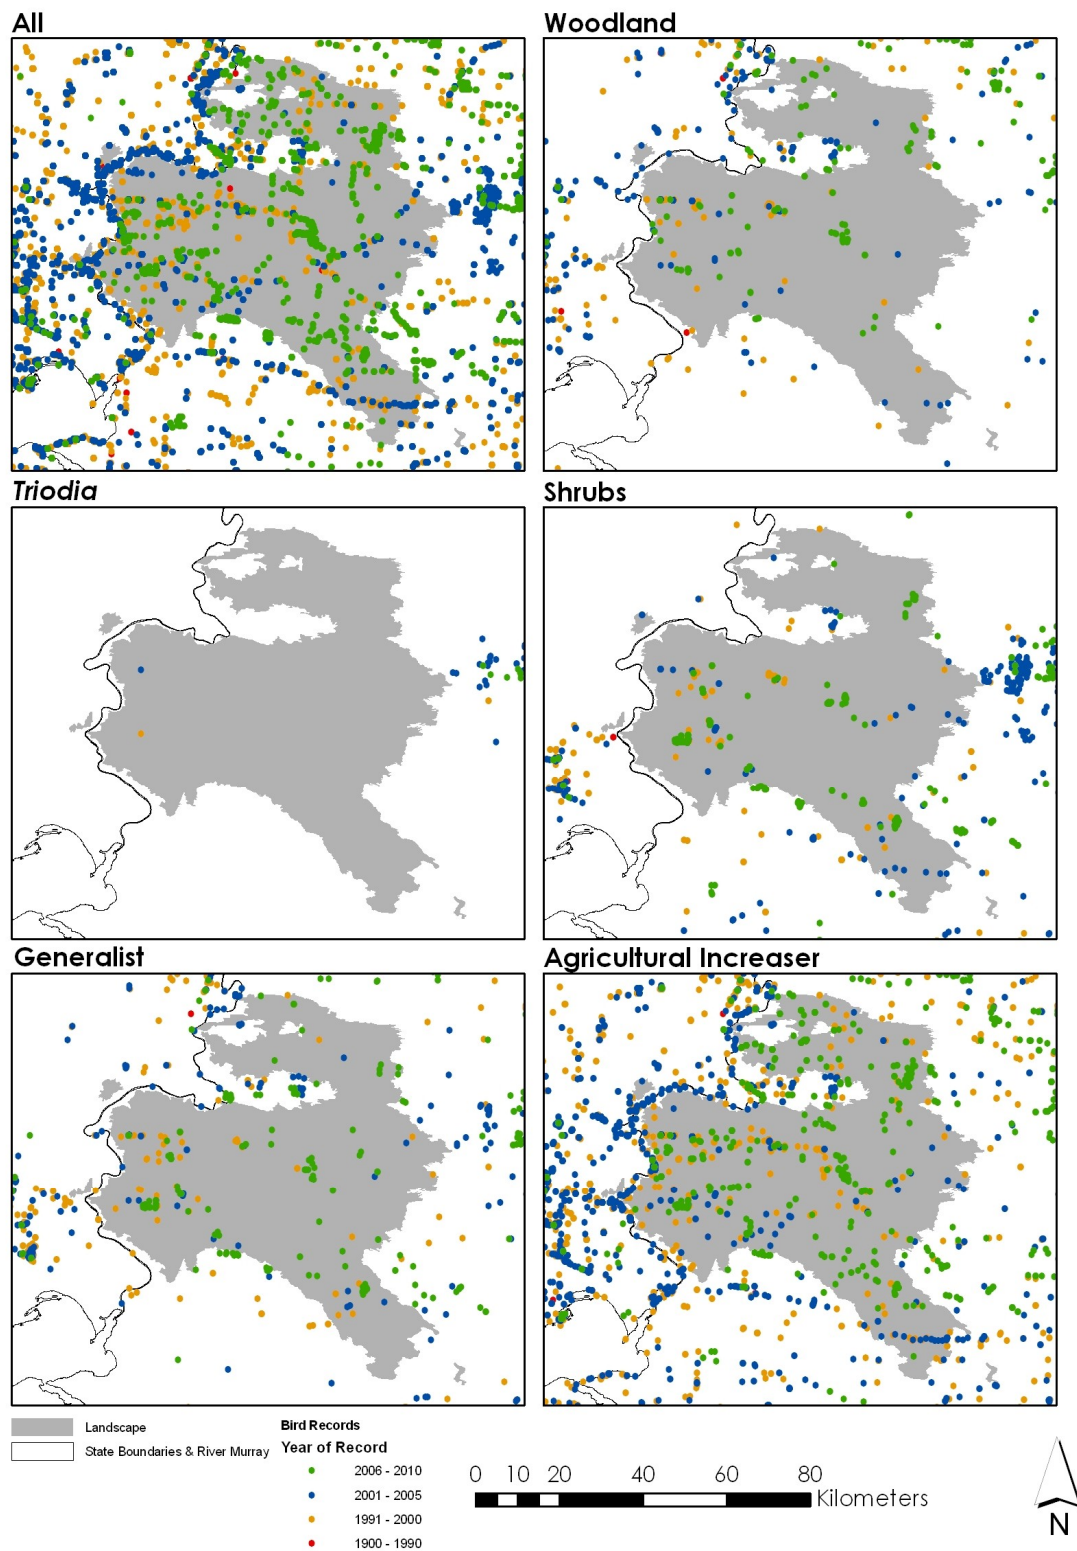 All
Woodland
Triodia
Shrubs
Generalist
Agricultural Increaser
Landscape
State Boundaries & River Murray
Bird Records
Year of Record
2006 - 2010
2001 - 2005
1991 - 2000
1900 - 1990
0 10 20 40 60 80
Kilometers
N